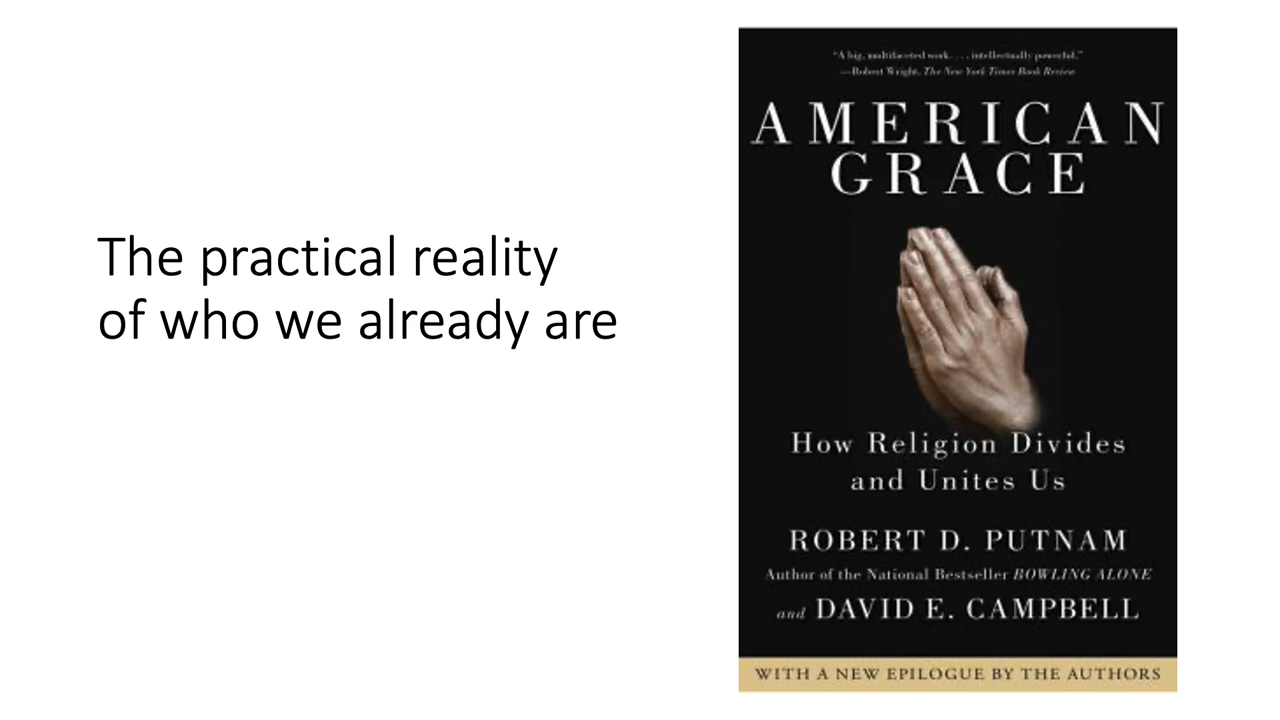 The practical reality
of who we already are
"A big, multifaceted work. . . . intellectually powerful."
—Robert Wright, The New York Times Book Review
AMERICAN
GRACE
How Religion Divides
and Unites Us
ROBERT D. PUTNAM
Author of the National Bestseller BOWLING ALONE
and DAVID E. CAMPBELL
WITH A NEW EPILOGUE BY THE AUTHORS